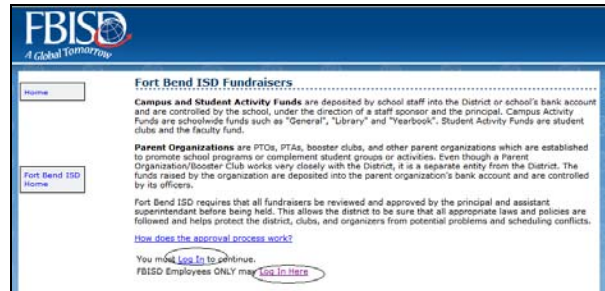 FBISD
A Global Tomorrow
Home
Fort Bend ISD
Home
Fort Bend ISD Fundraisers
Campus and Student Activity Funds are deposited by school staff into the District or school's bank account
and are controlled by the school, under the direction of a staff sponsor and the principal. Campus Activity
Funds are schoolwide funds such as "General", "Library" and "Yearbook". Student Activity Funds are student
clubs and the faculty fund.
Parent Organizations are PTOs, PTAs, booster clubs, and other parent organizations which are established
to promote school programs or complement student groups or activities. Even though a Parent
Organization/Booster Club works very closely with the District, it is a separate entity from the District. The
funds raised by the organization are deposited into the parent organization's bank account and are controlled
by its officers.
Fort Bend ISD requires that all fundraisers be reviewed and approved by the principal and assistant
superintendent before being held. This allows the district to be sure that all appropriate laws and policies are
followed and helps protect the district, clubs, and organizers from potential problems and scheduling conflicts.
How does the approval process work?
You must Log In to continue.
FBISD Employees ONLY may Log In Here